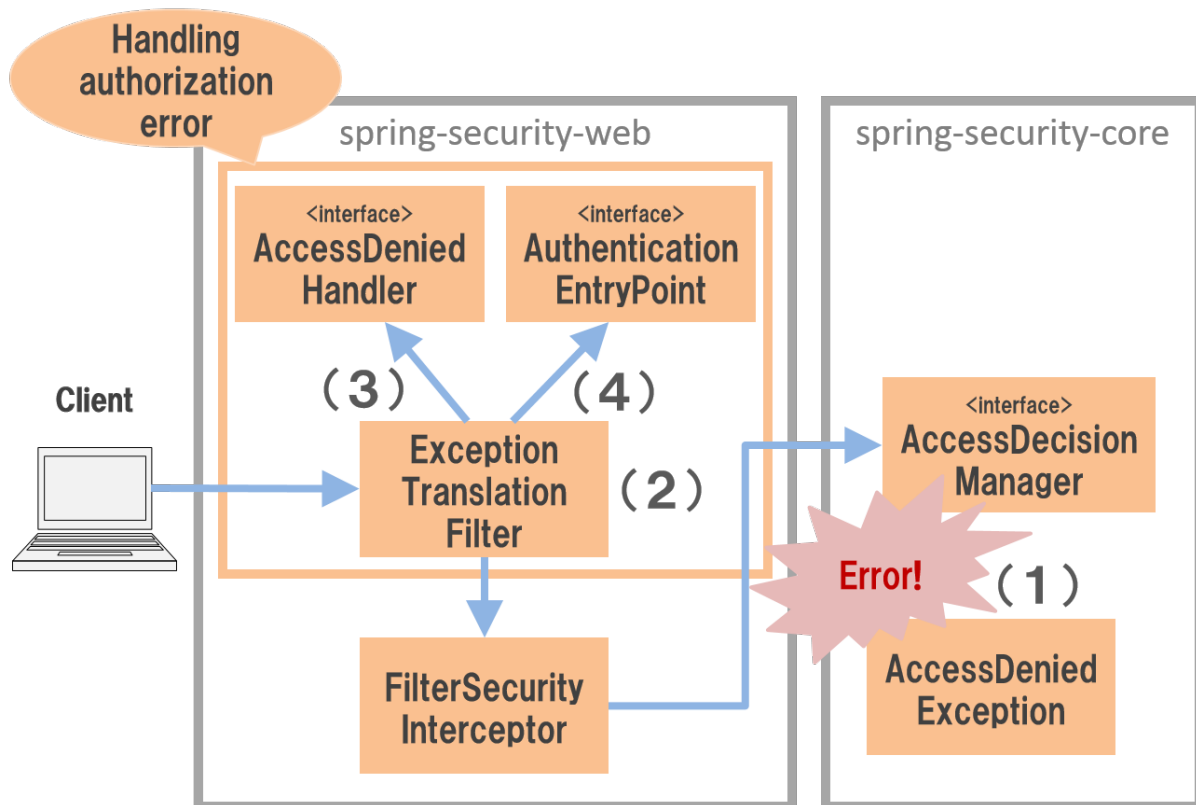 Handling
authorization
error
spring-security-web
spring-security-core
<interface>
AccessDenied
Handler
<interface>
Authentication
EntryPoint
（3）
（4）
Client
Exception
Translation
Filter
（2）
<interface>
AccessDecision
Manager
Error!
（1）
FilterSecurity
Interceptor
AccessDenied
Exception